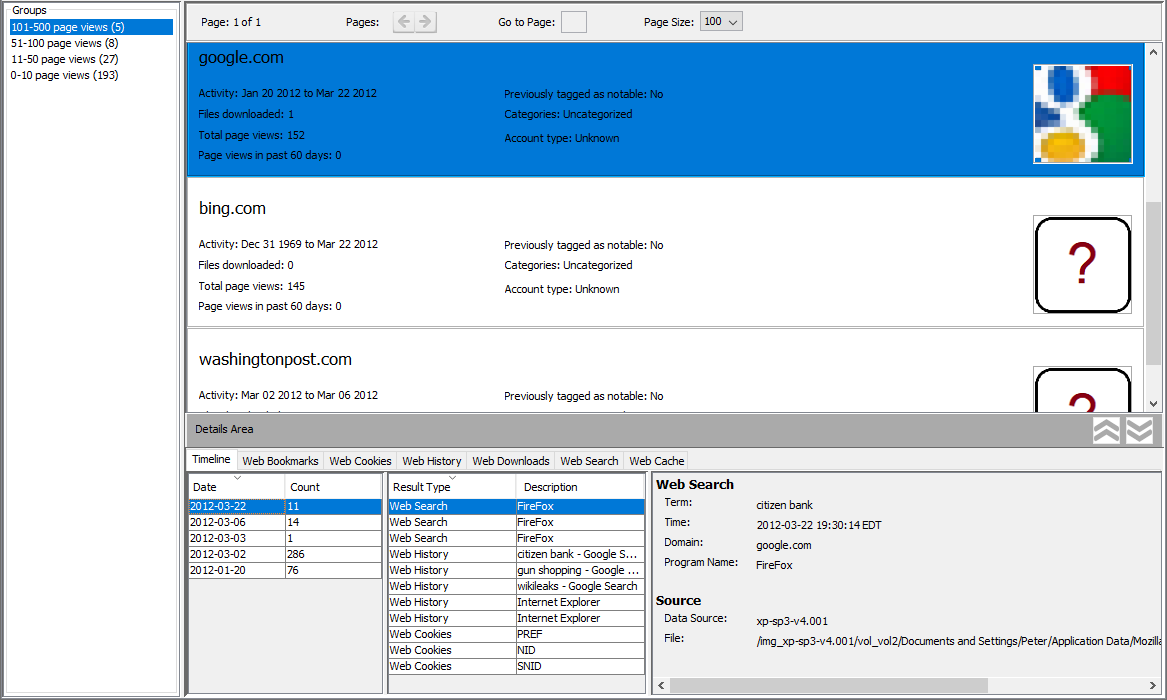 Groups
101-500 page views (5)
51-100 page views (8)
11-50 page views (27)
0-10 page views (193)
Page: 1 of 1 Pages: Go to Page: Page Size: 100
google.com
Activity: Jan 20 2012 to Mar 22 2012 Previously tagged as notable: No
Files downloaded: 1 Categories: Uncategorized
Total page views: 152 Account type: Unknown
Page views in past 60 days: 0
bing.com
Activity: Dec 31 1969 to Mar 22 2012 Previously tagged as notable: No
Files downloaded: 0 Categories: Uncategorized
Total page views: 145 Account type: Unknown
Page views in past 60 days: 0
?
washingtonpost.com
Activity: Mar 02 2012 to Mar 06 2012 Previously tagged as notable: No
?
Details Area
Timeline Web Bookmarks Web Cookies Web History Web Downloads Web Search Web Cache
Date Count
2012-03-22 11
2012-03-06 14
2012-03-03 1
2012-03-02 286
2012-01-20 76
Result Type Description
Web Search FireFox
Web Search FireFox
Web Search FireFox
Web History citizen bank - Google S...
Web History gun shopping - Google ...
Web History wikileaks - Google Search
Web History Internet Explorer
Web History Internet Explorer
Web Cookies PREF
Web Cookies NID
Web Cookies SNID
Web Search
Term: citizen bank
Time: 2012-03-22 19:30:14 EDT
Domain: google.com
Program Name: FireFox
Source
Data Source: xp-sp3-v4.001
File: /img_xp-sp3-v4.001/vol_vol2/Documents and Settings/Peter/Application Data/Mozilla